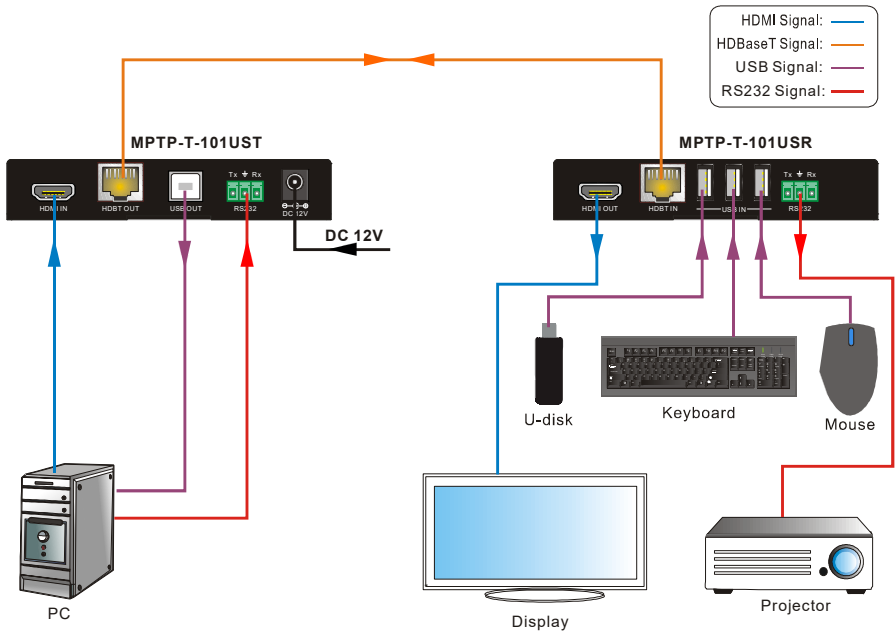 HDMI Signal:
HDBaseT Signal:
USB Signal:
RS232 Signal:
MPTP-T-101UST
HDMI IN
HDBT OUT
USB OUT
Tx Rx
RS232
DC 12V
DC 12V
MPTP-T-101USR
HDMI OUT
HDBT IN
USB IN
Tx Rx
RS232
U-disk
Keyboard
Mouse
PC
Display
Projector